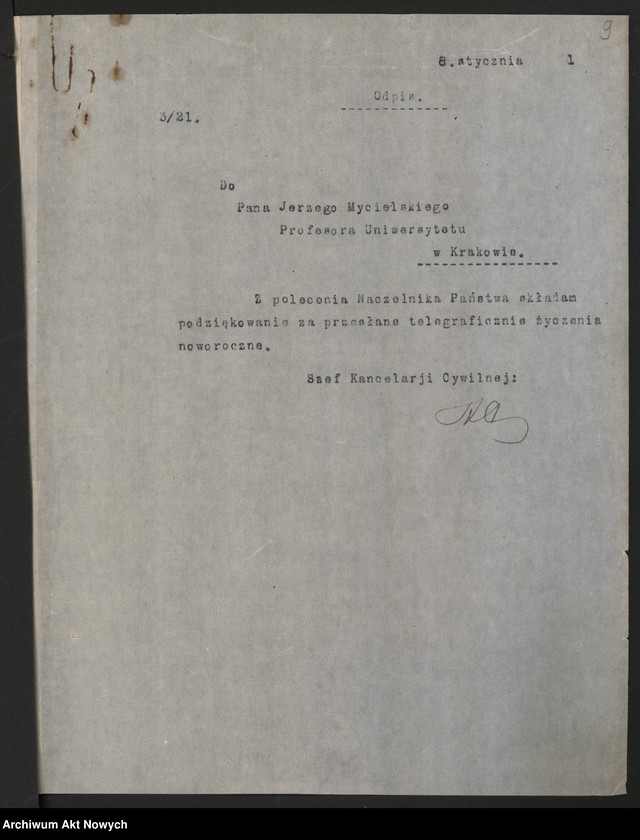 9
8.stycznia 1
Odpis.
3/21.
Do
Pana Jerzego Mycielskiego
Profesora Uniwersytetu
w Krakowie.
Z polecenia Naczelnika Państwa składam
podziękowanie za przesłane telegraficznie życzenia
noworoczne.
Szef Kancelarji Cywilnej:
Archiwum Akt Nowych